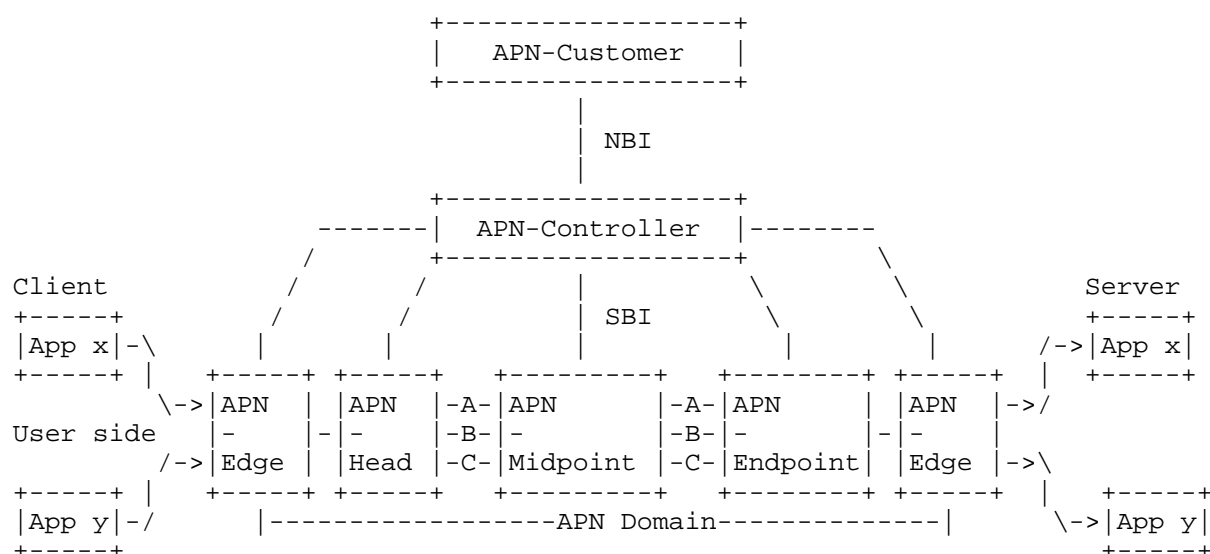 APN-Customer
NBI
APN-Controller
Client Server
SBI
App x App x
APN APN -A- APN -A- APN APN
User side - - -B- - -B- - - -
Edge Head -C- Midpoint -C- Endpoint Edge
App y APN Domain App y